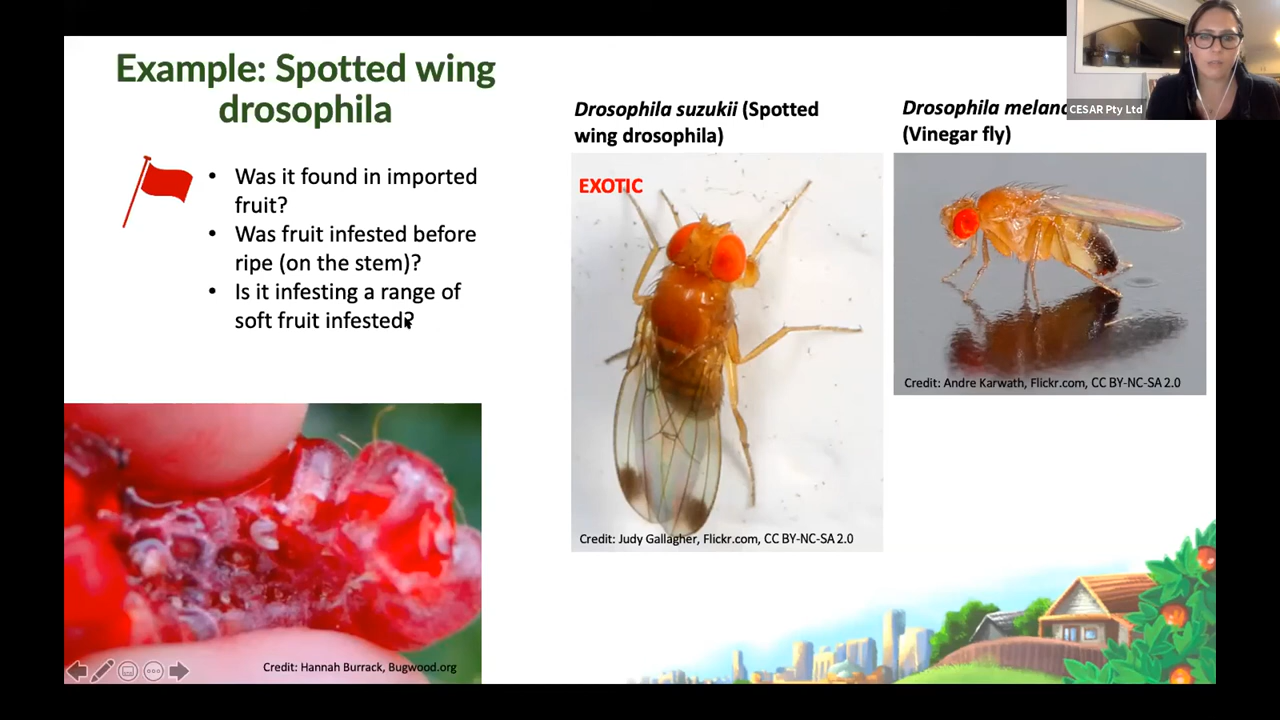 Example: Spotted wing
drosophila
• Was it found in imported
fruit?
• Was fruit infested before
ripe (on the stem)?
• Is it infesting a range of
soft fruit infested?
Credit: Hannah Burrack, Bugwood.org
Drosophila suzukii (Spotted
wing drosophila)
EXOTIC
Credit: Judy Gallagher, Flickr.com, CC BY-NC-SA 2.0
Drosophila
(Vinegar fly)
Credit: Andre Karwath, Flickr.com, CC BY-NC-SA 2.0
CESAR Pty Ltd